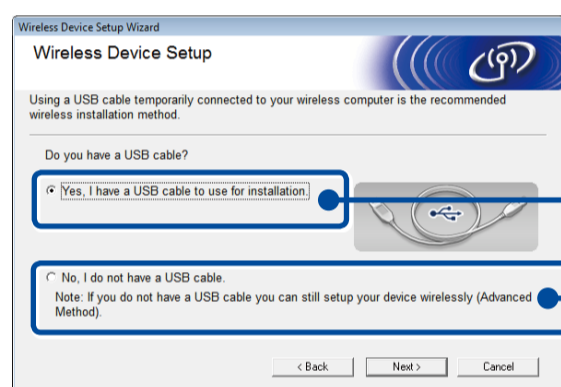 Wireless Device Setup Wizard
Wireless Device Setup
Using a USB cable temporarily connected to your wireless computer is the recommended
wireless installation method.
Do you have a USB cable?
Yes, I have a USB cable to use for installation.
No, I do not have a USB cable.
Note: If you do not have a USB cable you can still setup your device wirelessly (Advanced
Method).
< Back
Next >
Cancel